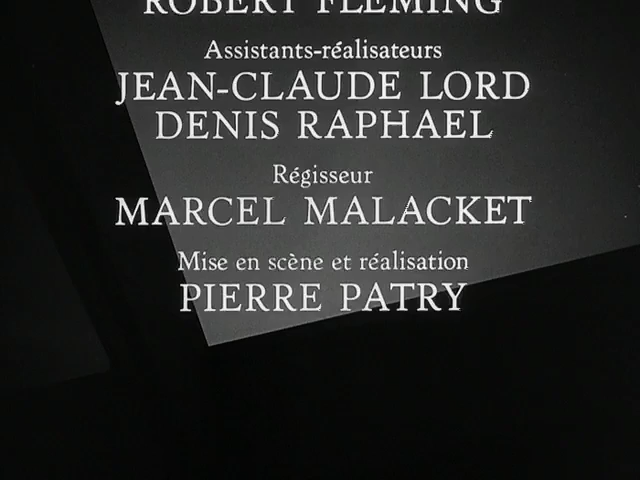 ROBERT FLEMING
Assistants-réalisateurs
JEAN-CLAUDE LORD
DENIS RAPHAEL
Régisseur
MARCEL MALACKET
Mise en scène et réalisation
PIERRE PATRY